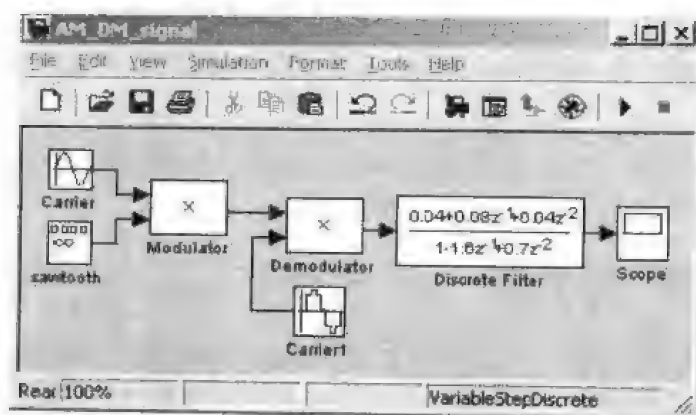 AM_DM_signal
File Edit View Simulation Format Tools Help
Carrier
Modulator
sawtooth
Demodulator
Carrier1
0.04+0.08z⁻¹+0.04z⁻²
1-1.6z⁻¹+0.7z⁻²
Discrete Filter
Scope
100%
VariableStepDiscrete